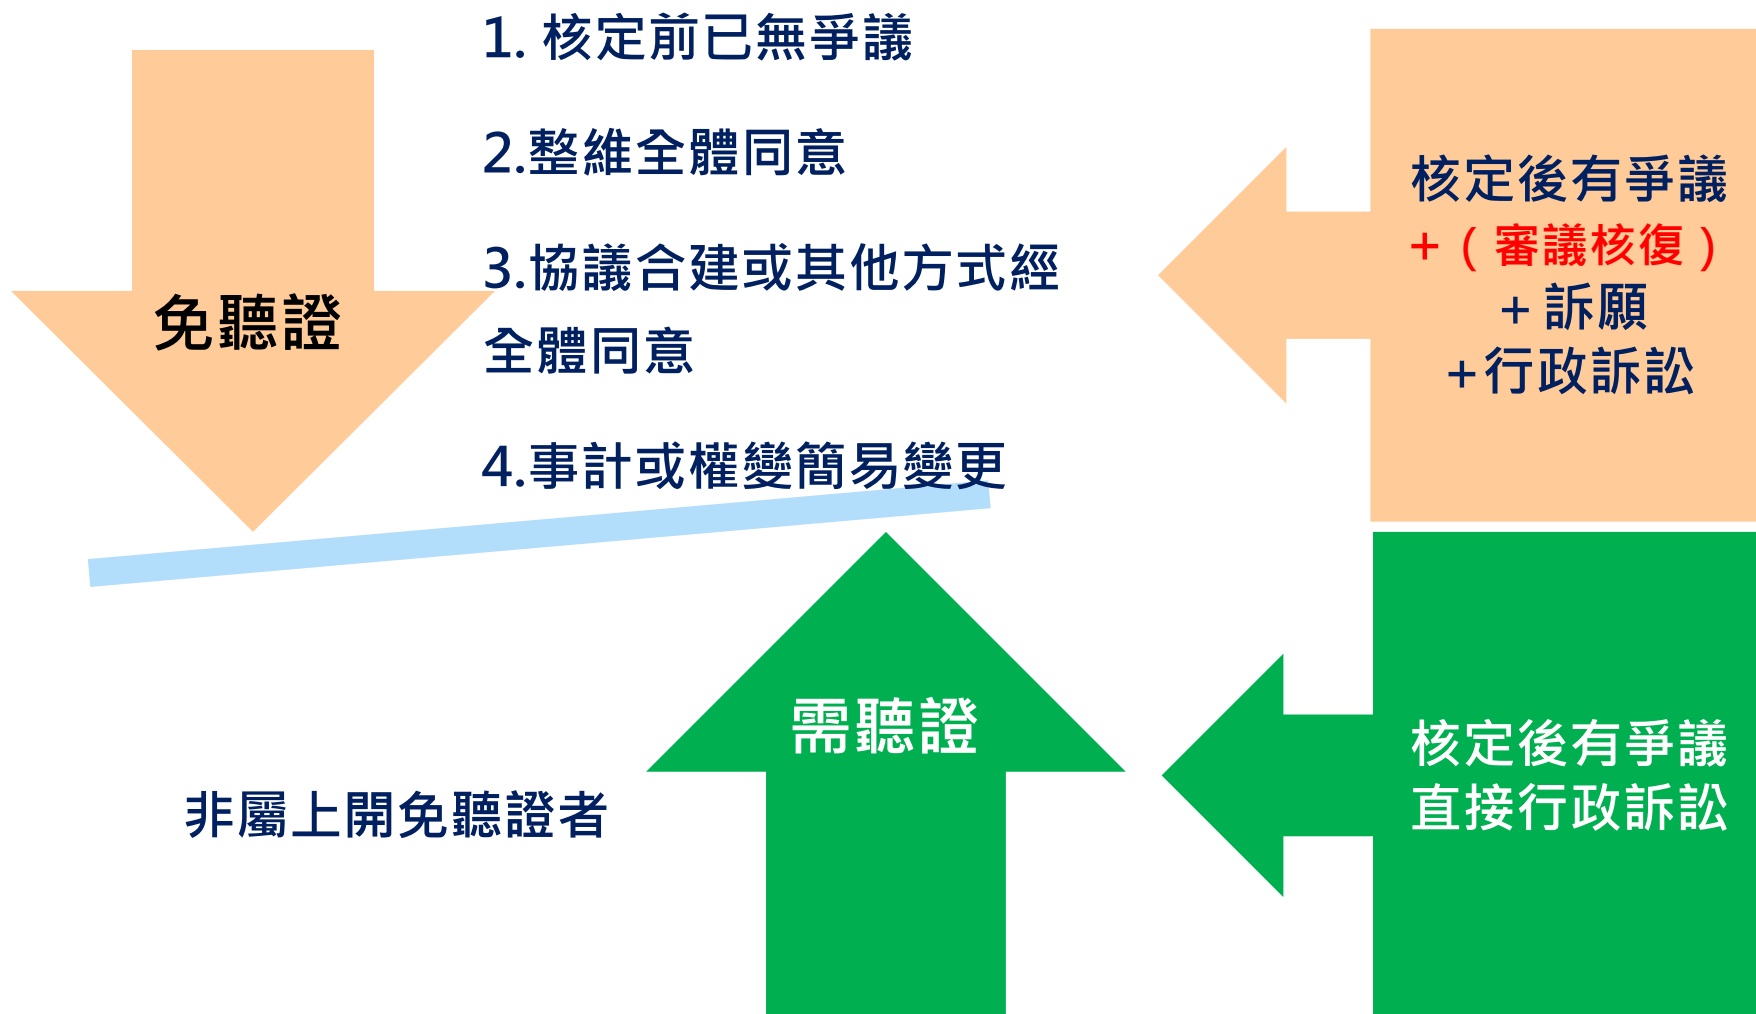 1. 核定前已無爭議
2.整維全體同意
3.協議合建或其他方式經
全體同意
4.事計或權變簡易變更
免聽證
核定後有爭議
+（審議核復）
+ 訴願
+行政訴訟
需聽證
非屬上開免聽證者
核定後有爭議
直接行政訴訟